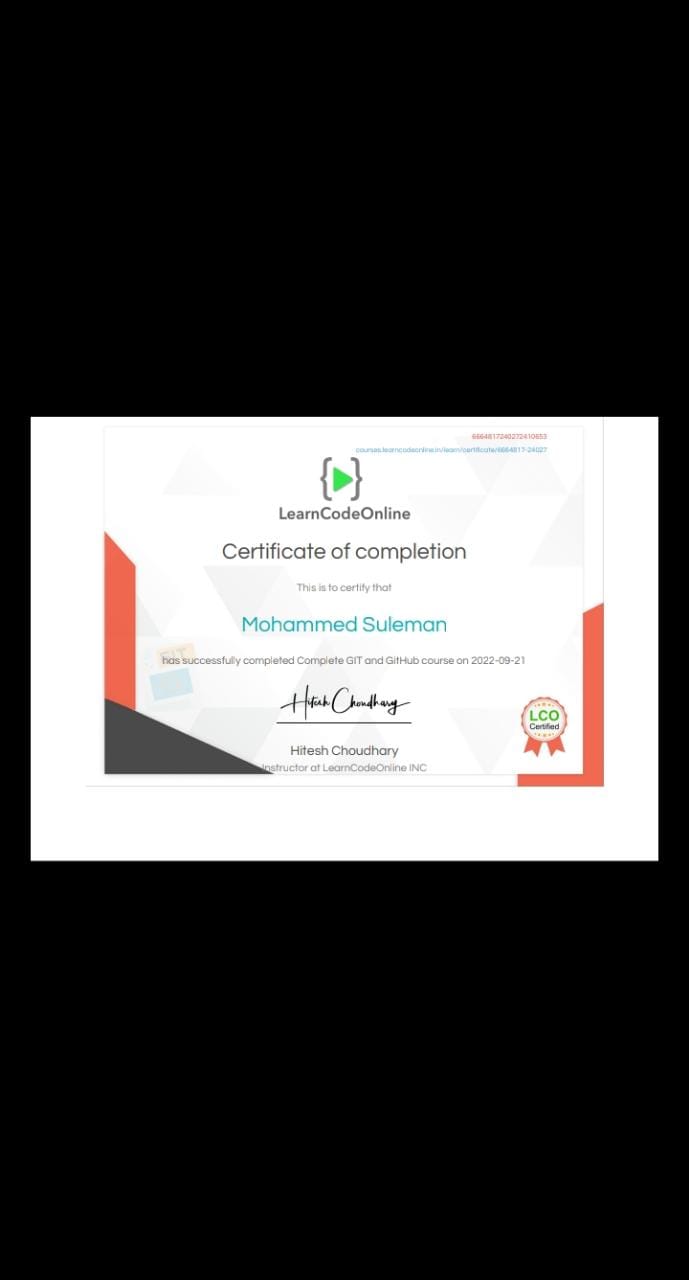 6664817240272410653
courses.learncodeonline.in/learn/certificate/6664817-24027
LearnCodeOnline
Certificate of completion
This is to certify that
Mohammed Suleman
has successfully completed Complete GIT and GitHub course on 2022-09-21
Hitesh Choudhary
LCO
Certified
Hitesh Choudhary
Instructor at LearnCodeOnline INC